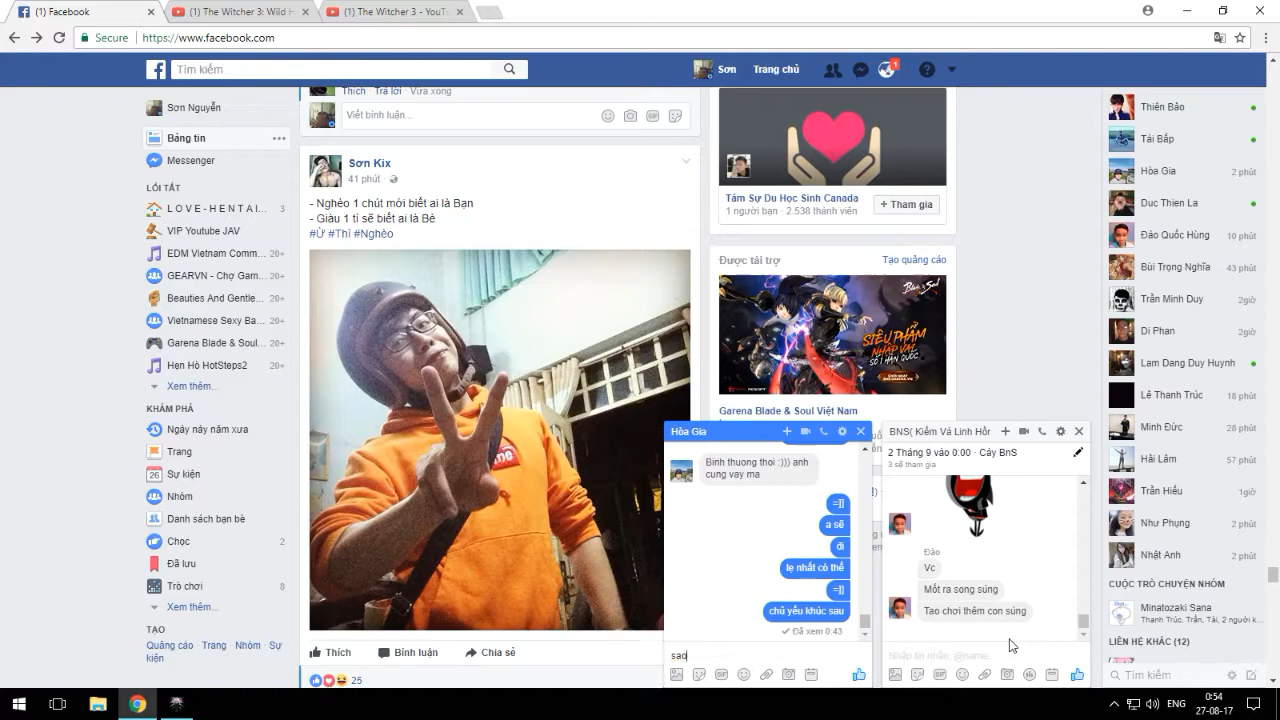 (1) Facebook
(1) The Witcher 3: Wild H
(1) The Witcher 3 - YouT
Secure
https://www.facebook.com
Tìm kiếm
Sơn
Trang chủ
1
Sơn Nguyễn
Bảng tin
Messenger
LỐI TẮT
L O V E - H E N T A I... 3
VIP Youtube JAV
EDM Vietnam Comm... 20+
GEARVN - Chợ Gam... 20+
Beauties And Gentle... 20+
Vietnamese Sexy Ba... 20+
Garena Blade & Soul... 20+
Hẹn Hò HotSteps2 20+
Xem thêm...
KHÁM PHÁ
Ngày này năm xưa
Trang
26 Sự kiện
Nhóm
Danh sách bạn bè
Chọc 2
Đã lưu
Trò chơi 8
Xem thêm...
TẠO
Quảng cáo · Trang · Nhóm · Sự
kiện
Thích · Trả lời · Vừa xong
Viết bình luận...
Sơn Kix
41 phút
- Nghèo 1 chút mới biết ai là Bạn
- Giàu 1 tí sẽ biết ai là Bè
#Ừ #Thì #Nghèo
Thích
Bình luận
Chia sẻ
25
Tâm Sự Du Học Sinh Canada
1 người bạn · 2.538 thành viên
+ Tham gia
Được tài trợ
Tạo quảng cáo
Blade & Soul
SIÊU PHẨM
NHẬP VAI
SỐ 1 HÀN QUỐC
Garena Blade & Soul Việt Nam
Hòa Gia
Binh thuong thoi :))) anh
cung vay ma
=]]
a sẽ
đi
lẹ nhất có thể
=]]
chủ yếu khúc sau
Đã xem 0:43
sao
BNS( Kiếm Và Linh Hồn
2 Tháng 9 vào 0:00 · Cày BnS
3 sẽ tham gia
Đào
Vc
Mốt ra song súng
Tao chơi thêm con súng
Nhập tin nhắn, @name...
Thiên Bảo
Tài Bắp
Hòa Gia 2 phút
Duc Thien La 2 phút
Đào Quốc Hùng 10 phút
Bùi Trọng Nghĩa 43 phút
Trần Minh Duy 2giờ
Di Phan 2giờ
Lam Dang Duy Huynh
Lê Thanh Trúc 1 phút
Minh Đức 27 phút
Hải Lâm 57 phút
Trần Hiếu 1giờ
Như Phụng 2 phút
Nhật Anh 2 phút
CUỘC TRÒ CHUYỆN NHÓM
Minatozaki Sana
LIÊN HỆ KHÁC (12)
Tìm kiếm
ENG
0:54
27-08-17